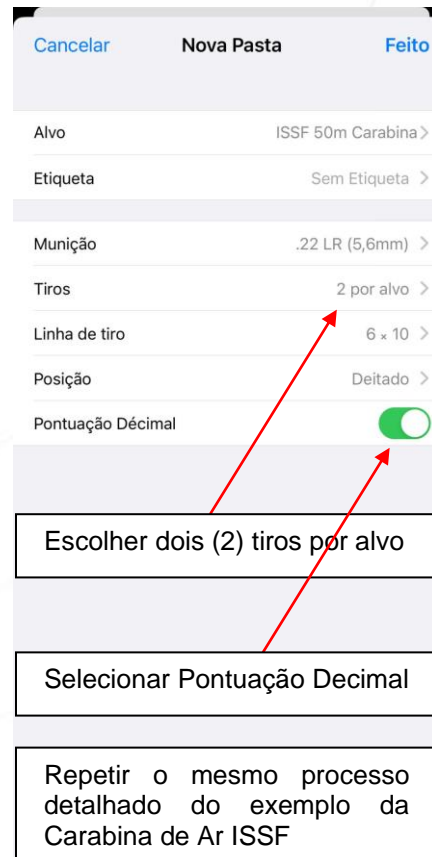 Cancelar Nova Pasta Feito
Alvo ISSF 50m Carabina >
Etiqueta Sem Etiqueta >
Munição .22 LR (5,6mm) >
Tiros 2 por alvo >
Linha de tiro 6 × 10 >
Posição Deitado >
Pontuação Décimal
Escolher dois (2) tiros por alvo
Selecionar Pontuação Decimal
Repetir o mesmo processo
detalhado do exemplo da
Carabina de Ar ISSF